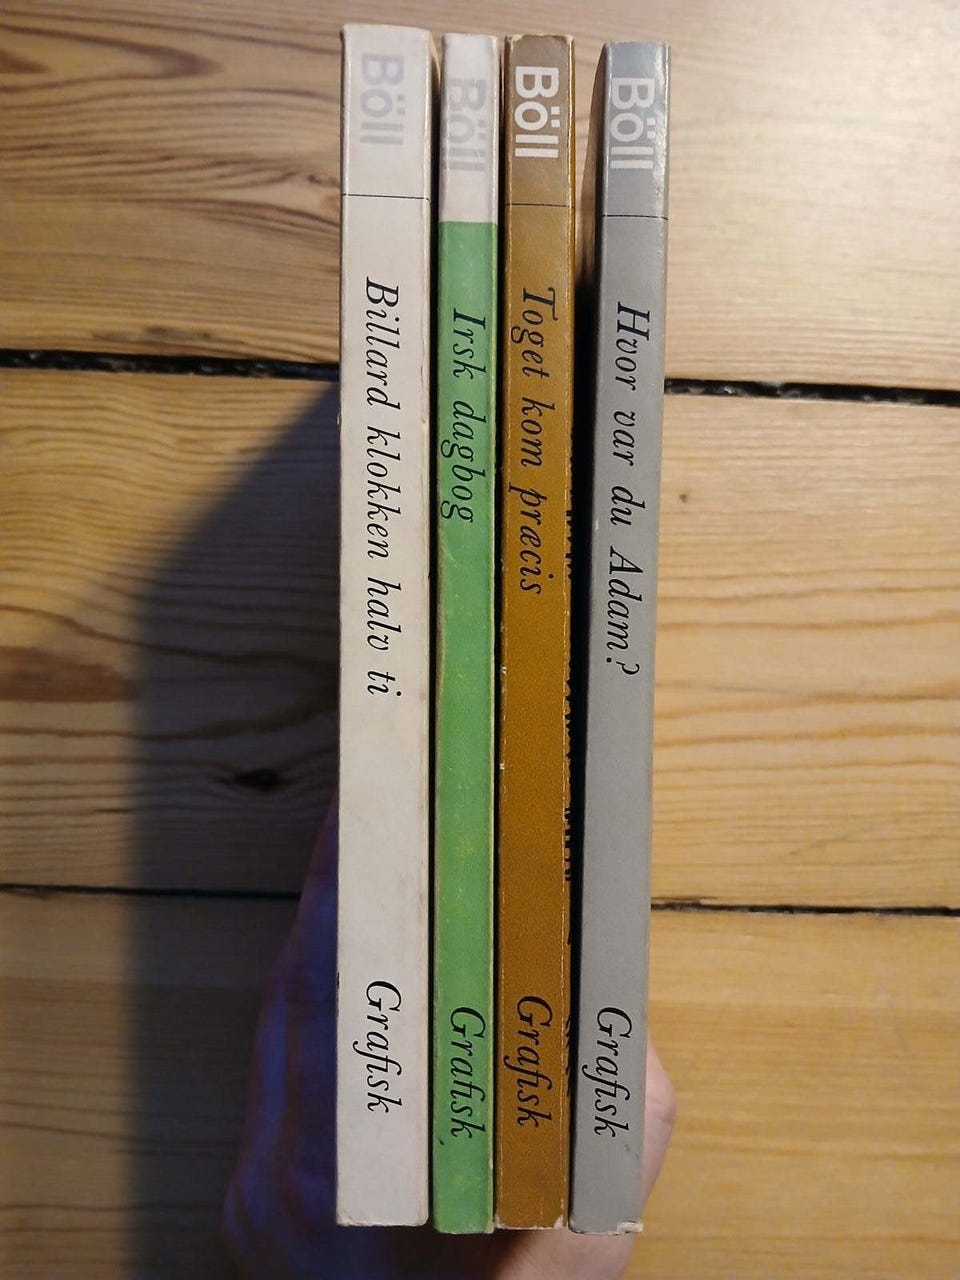 Böll
Billard klokken halv ti
Grafisk
Böll
Irsk dagbog
Grafisk
Böll
Toget kom præcis
Grafisk
Böll
Hvor var du Adam?
Grafisk